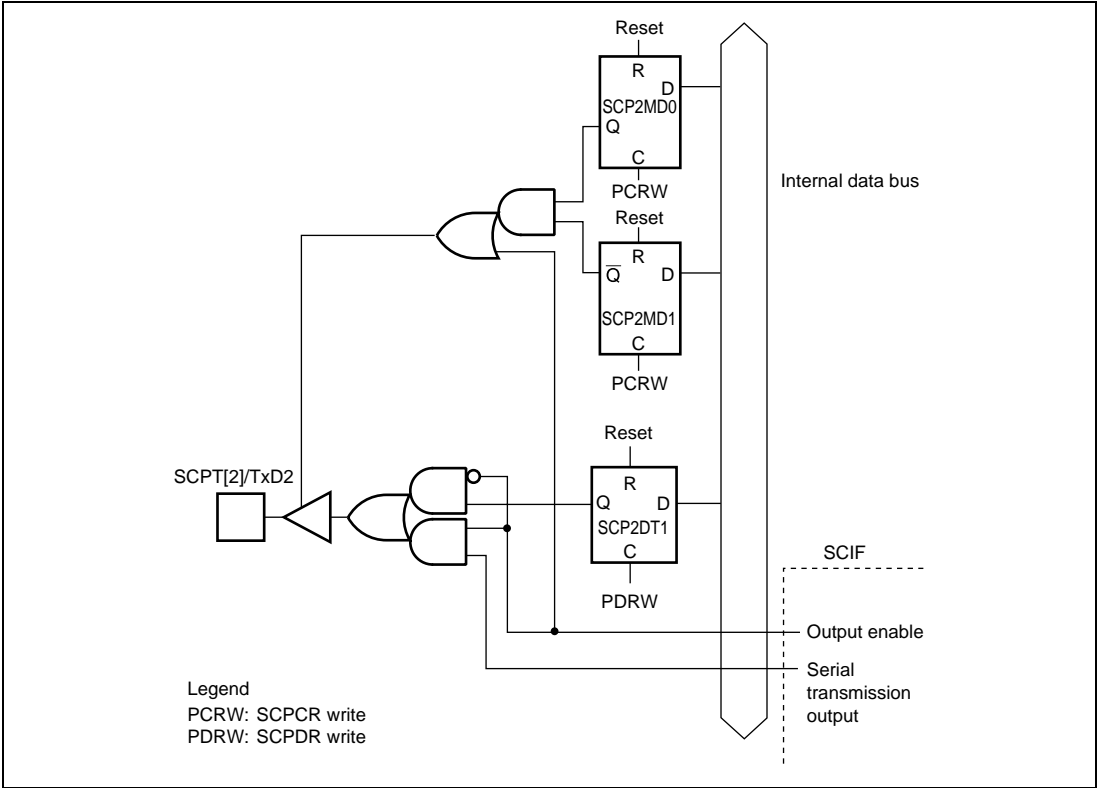 Reset
R
D
SCP2MD0
Q
C
PCRW
Internal data bus
Reset
R
Q̅
D
SCP2MD1
C
PCRW
Reset
SCPT[2]/TxD2
R
Q
D
SCP2DT1
C
SCIF
PDRW
Output enable
Serial
transmission
output
Legend
PCRW: SCPCR write
PDRW: SCPDR write